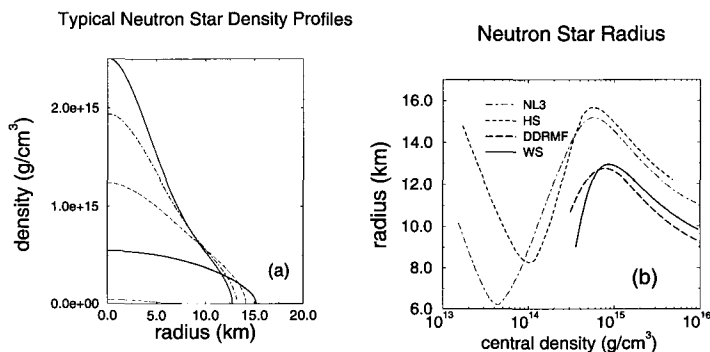 Typical Neutron Star Density Profiles
density (g/cm³)
2.0e+15
1.0e+15
0.0e+00
0.0
5.0
10.0
15.0
20.0
radius (km)
(a)
Neutron Star Radius
radius (km)
16.0
14.0
12.0
10.0
8.0
6.0
NL3
HS
DDRMF
WS
(b)
10¹³
10¹⁴
10¹⁵
10¹⁶
central density (g/cm³)